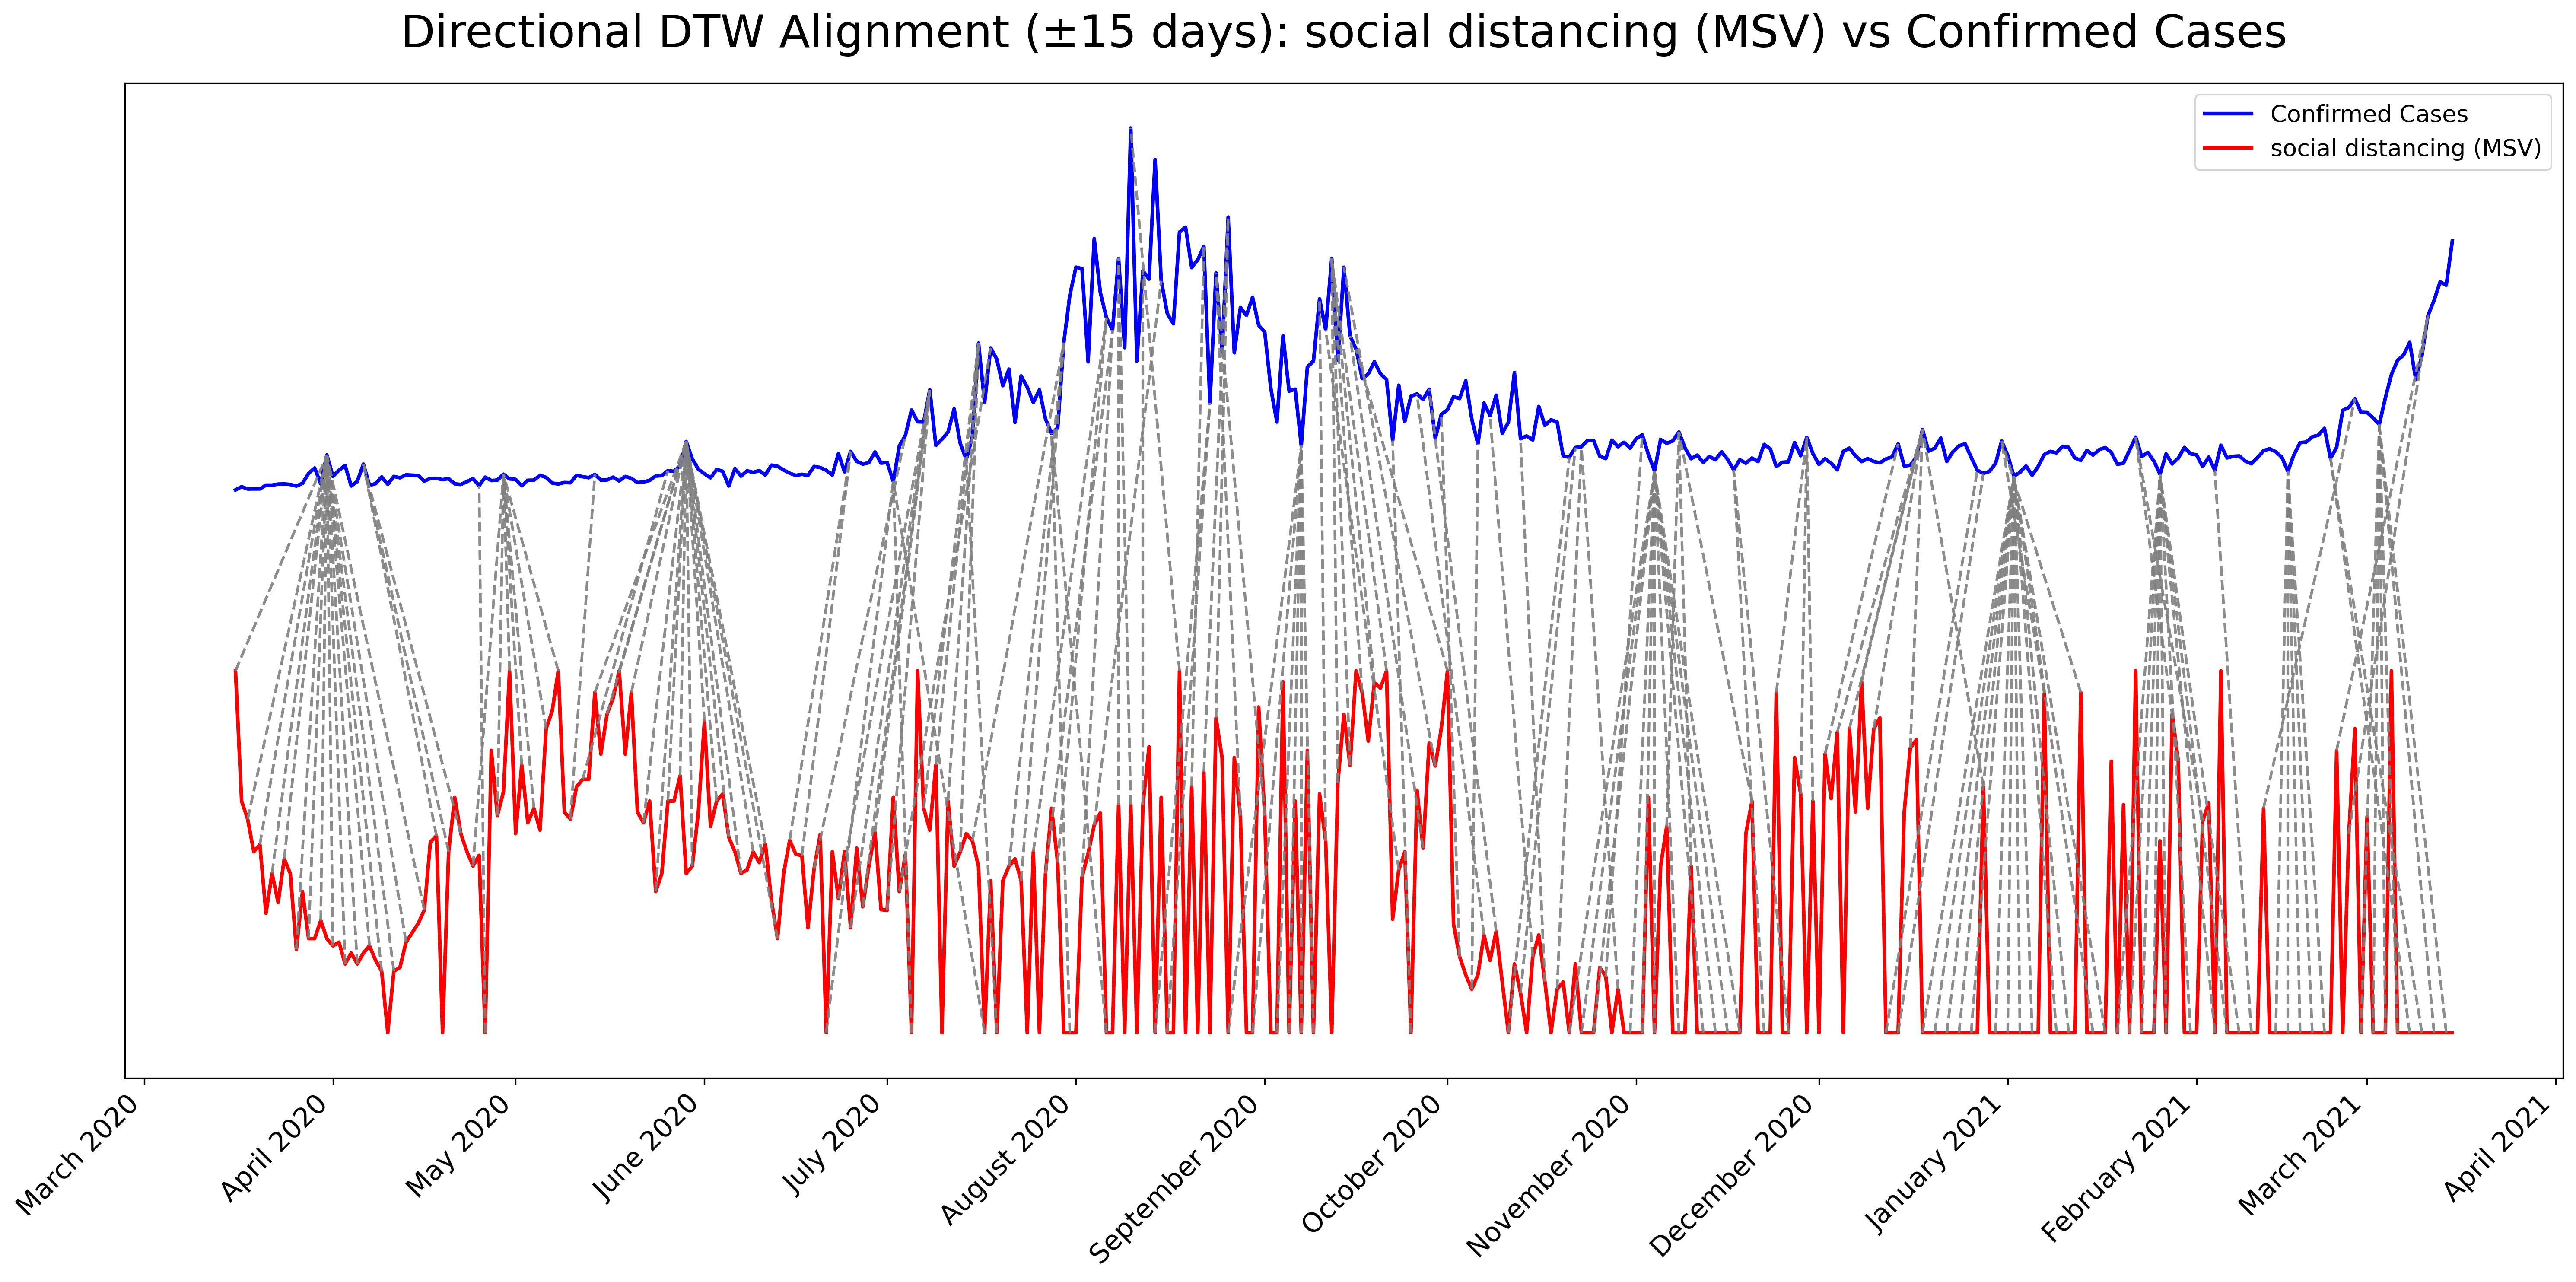 Directional DTW Alignment (±15 days): social distancing (MSV) vs Confirmed Cases
Confirmed Cases
social distancing (MSV)
March 2020
April 2020
May 2020
June 2020
July 2020
August 2020
September 2020
October 2020
November 2020
December 2020
January 2021
February 2021
March 2021
April 2021